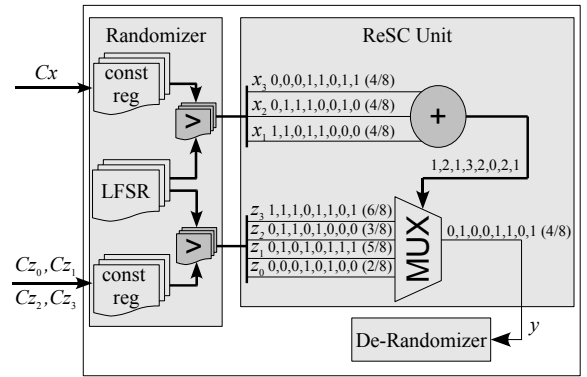 Randomizer
ReSC Unit
Cx
const
reg
>
x3 0,0,0,1,1,0,1,1 (4/8)
x2 0,1,1,1,0,0,1,0 (4/8)
x1 1,1,0,1,1,0,0,0 (4/8)
+
1,2,1,3,2,0,2,1
LFSR
z3 1,1,1,0,1,1,0,1 (6/8)
z2 0,1,1,0,1,0,0,0 (3/8)
z1 0,1,0,1,0,1,1,1 (5/8)
z0 0,0,0,1,0,1,0,0 (2/8)
MUX
0,1,0,0,1,1,0,1 (4/8)
>
Cz0,Cz1
Cz2,Cz3
const
reg
De-Randomizer
y